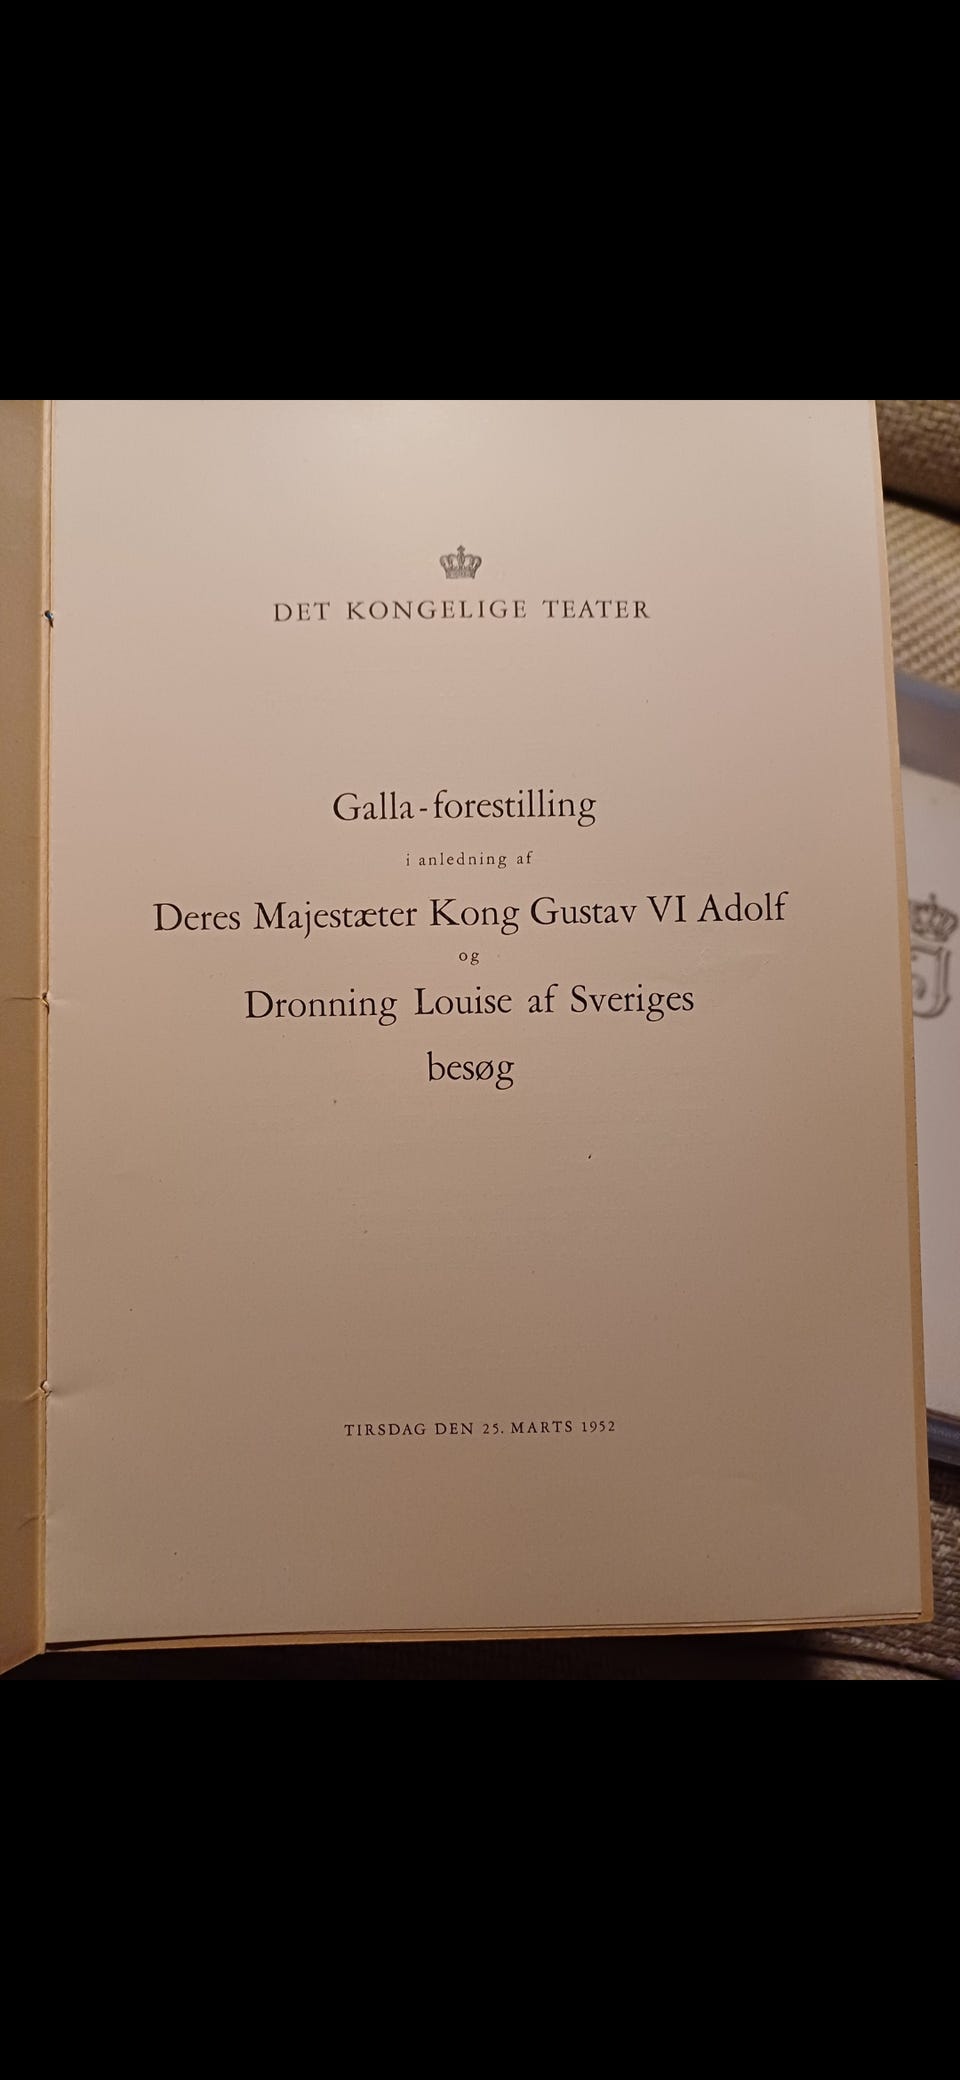 DET KONGELIGE TEATER
Galla-forestilling
i anledning af
Deres Majestæter Kong Gustav VI Adolf
og
Dronning Louise af Sveriges
besøg
TIRSDAG DEN 25. MARTS 1952